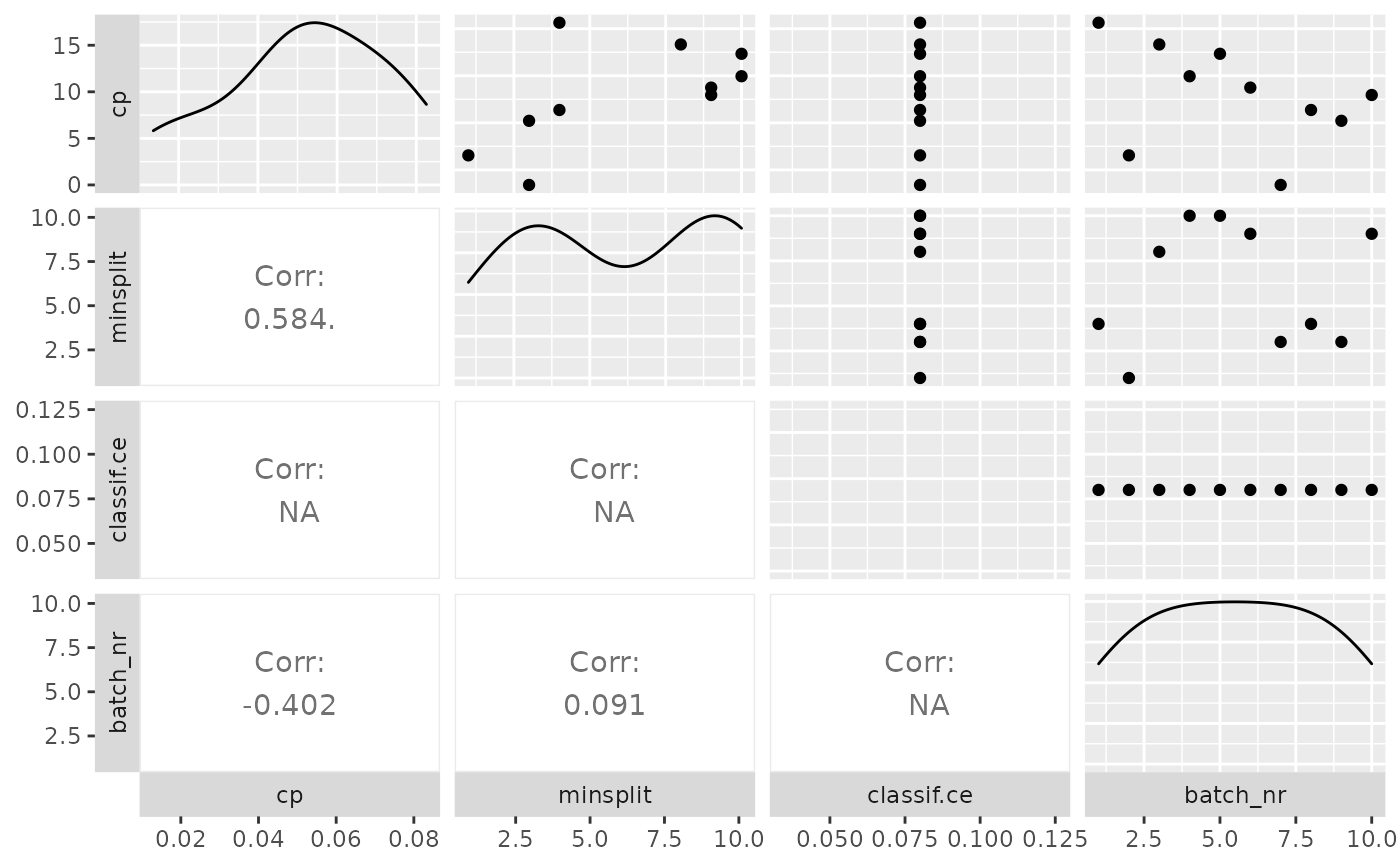 15
10
5
0
cp
10.0
7.5
5.0
2.5
minsplit
Corr:
0.584.
0.125
0.100
0.075
0.050
classif.ce
Corr:
NA
Corr:
NA
10.0
7.5
5.0
2.5
batch_nr
Corr:
-0.402
Corr:
0.091
Corr:
NA
cp
minsplit
classif.ce
batch_nr
0.02 0.04 0.06 0.08
2.5 5.0 7.5 10.0
0.050 0.075 0.100 0.125
2.5 5.0 7.5 10.0